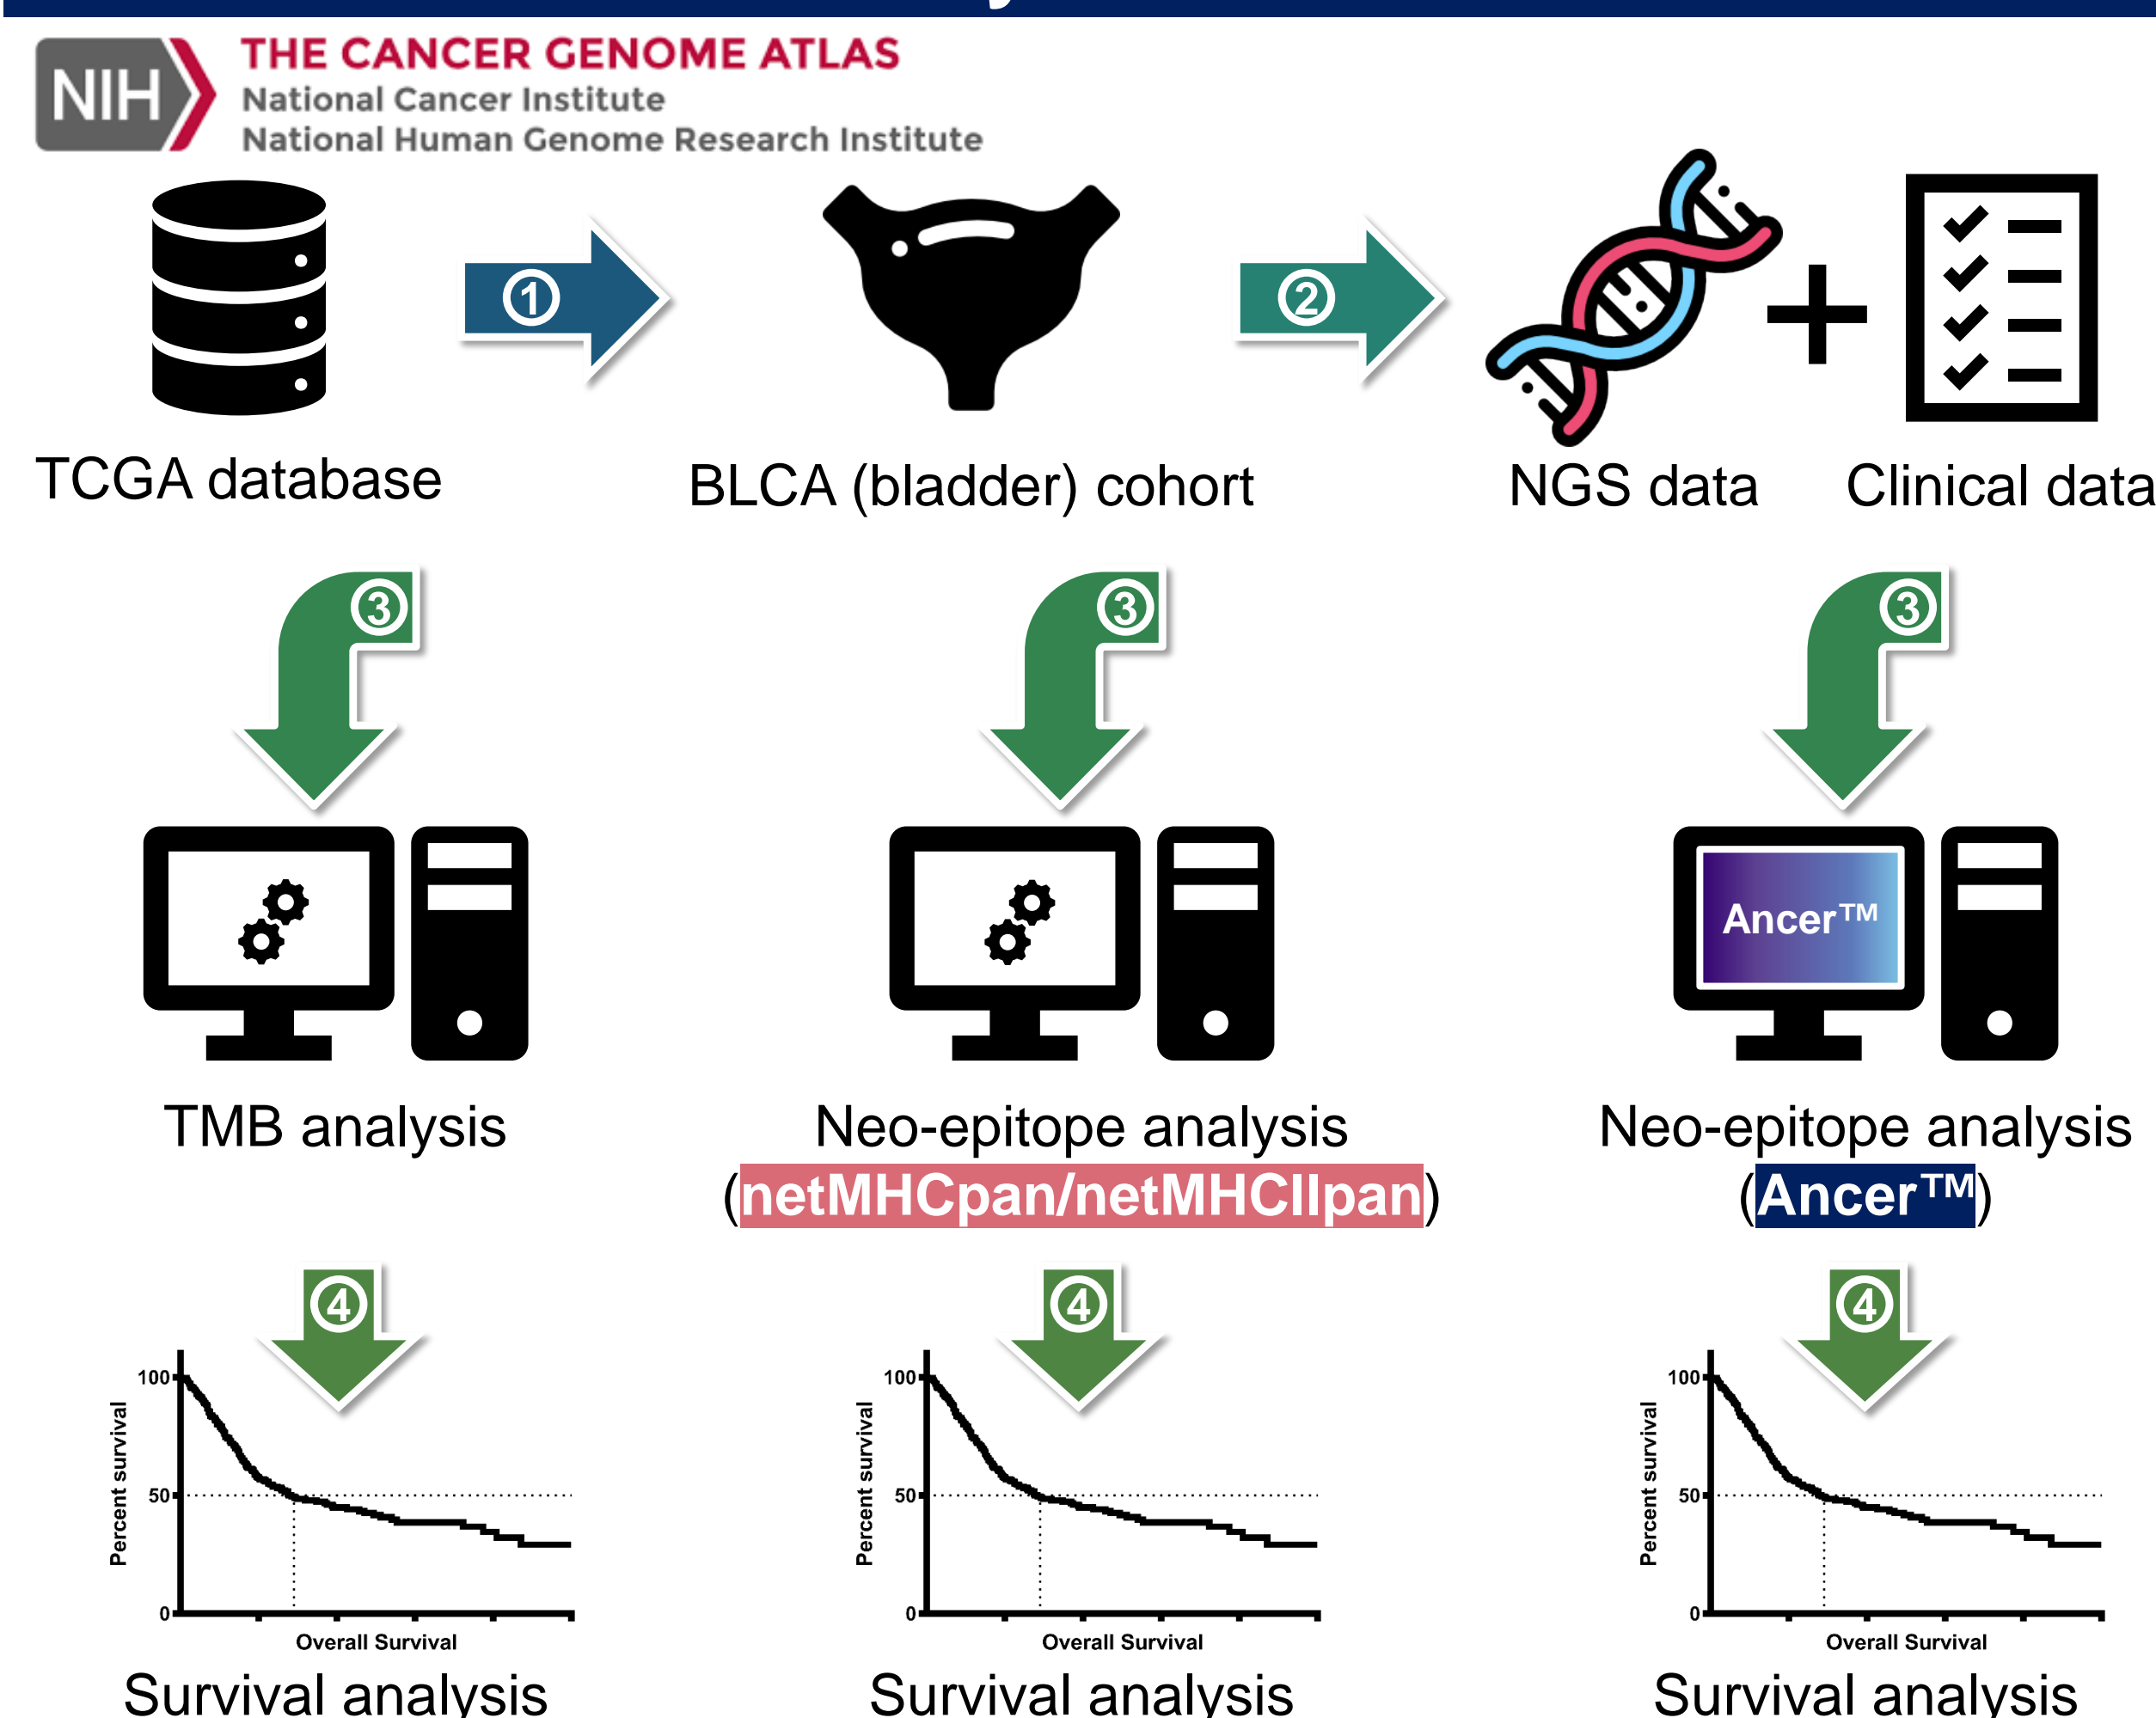 NIH
THE CANCER GENOME ATLAS
National Cancer Institute
National Human Genome Research Institute
1
2
TCGA database
BLCA (bladder) cohort
NGS data
Clinical data
3
3
3
Ancer™
TMB analysis
Neo-epitope analysis
(netMHCpan/netMHCIIpan)
Neo-epitope analysis
(Ancer™)
4
4
4
100
50
0
Percent survival
Overall Survival
Survival analysis
100
50
0
Percent survival
Overall Survival
Survival analysis
100
50
0
Percent survival
Overall Survival
Survival analysis